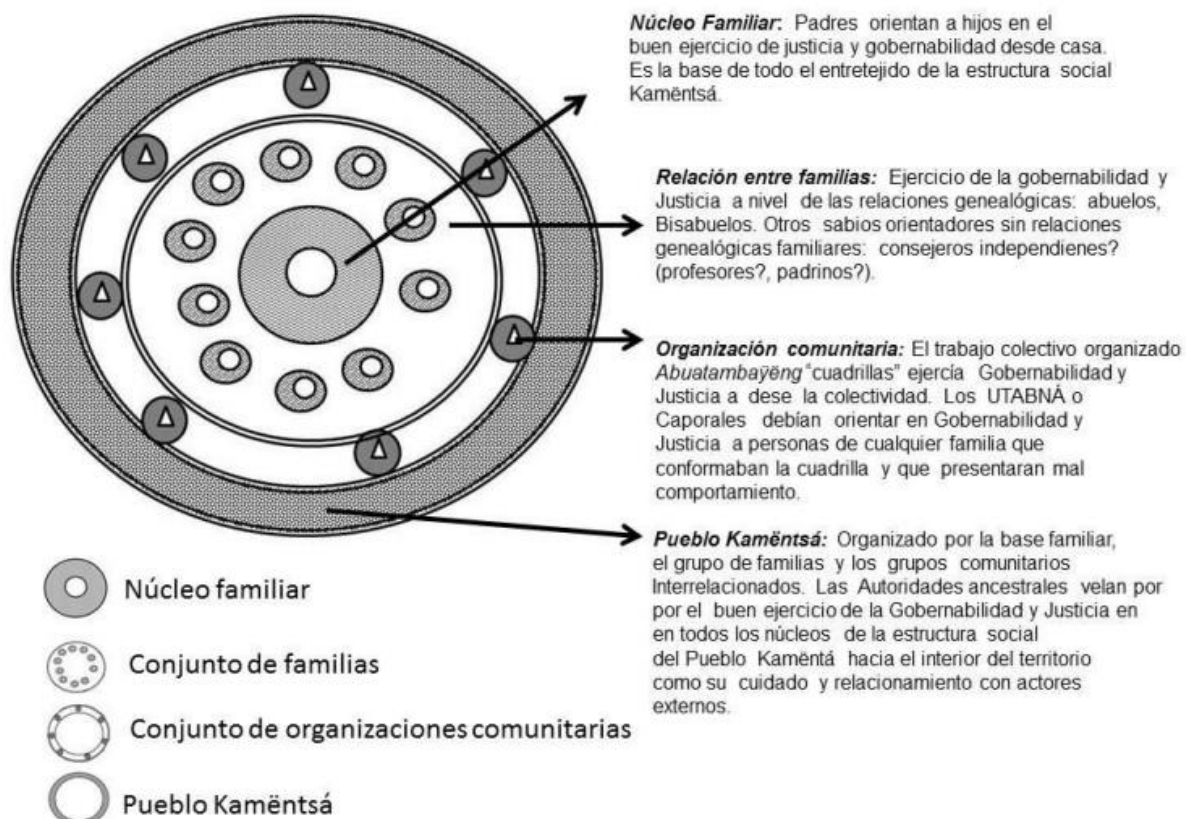 Núcleo Familiar: Padres orientan a hijos en el
buen ejercicio de justicia y gobernabilidad desde casa.
Es la base de todo el entretejido de la estructura social
Kamëntsá.
Relación entre familias: Ejercicio de la gobernabilidad y
Justicia a nivel de las relaciones genealógicas: abuelos,
Bisabuelos. Otros sabios orientadores sin relaciones
genealógicas familiares: consejeros independienes?
(profesores?, padrinos?).
Organización comunitaria: El trabajo colectivo organizado
Abuatambaÿëng “cuadrillas” ejercía Gobernabilidad y
Justicia a dese la colectividad. Los UTABNÁ o
Caporales debían orientar en Gobernabilidad y
Justicia a personas de cualquier familia que
conformaban la cuadrilla y que presentaran mal
comportamiento.
Pueblo Kamëntsá: Organizado por la base familiar,
el grupo de familias y los grupos comunitarios
Interrelacionados. Las Autoridades ancestrales velan por
por el buen ejercicio de la Gobernabilidad y Justicia en
en todos los núcleos de la estructura social
del Pueblo Kamëntá hacia el interior del territorio
como su cuidado y relacionamiento con actores
externos.
Núcleo familiar
Conjunto de familias
Conjunto de organizaciones comunitarias
Pueblo Kamëntsá